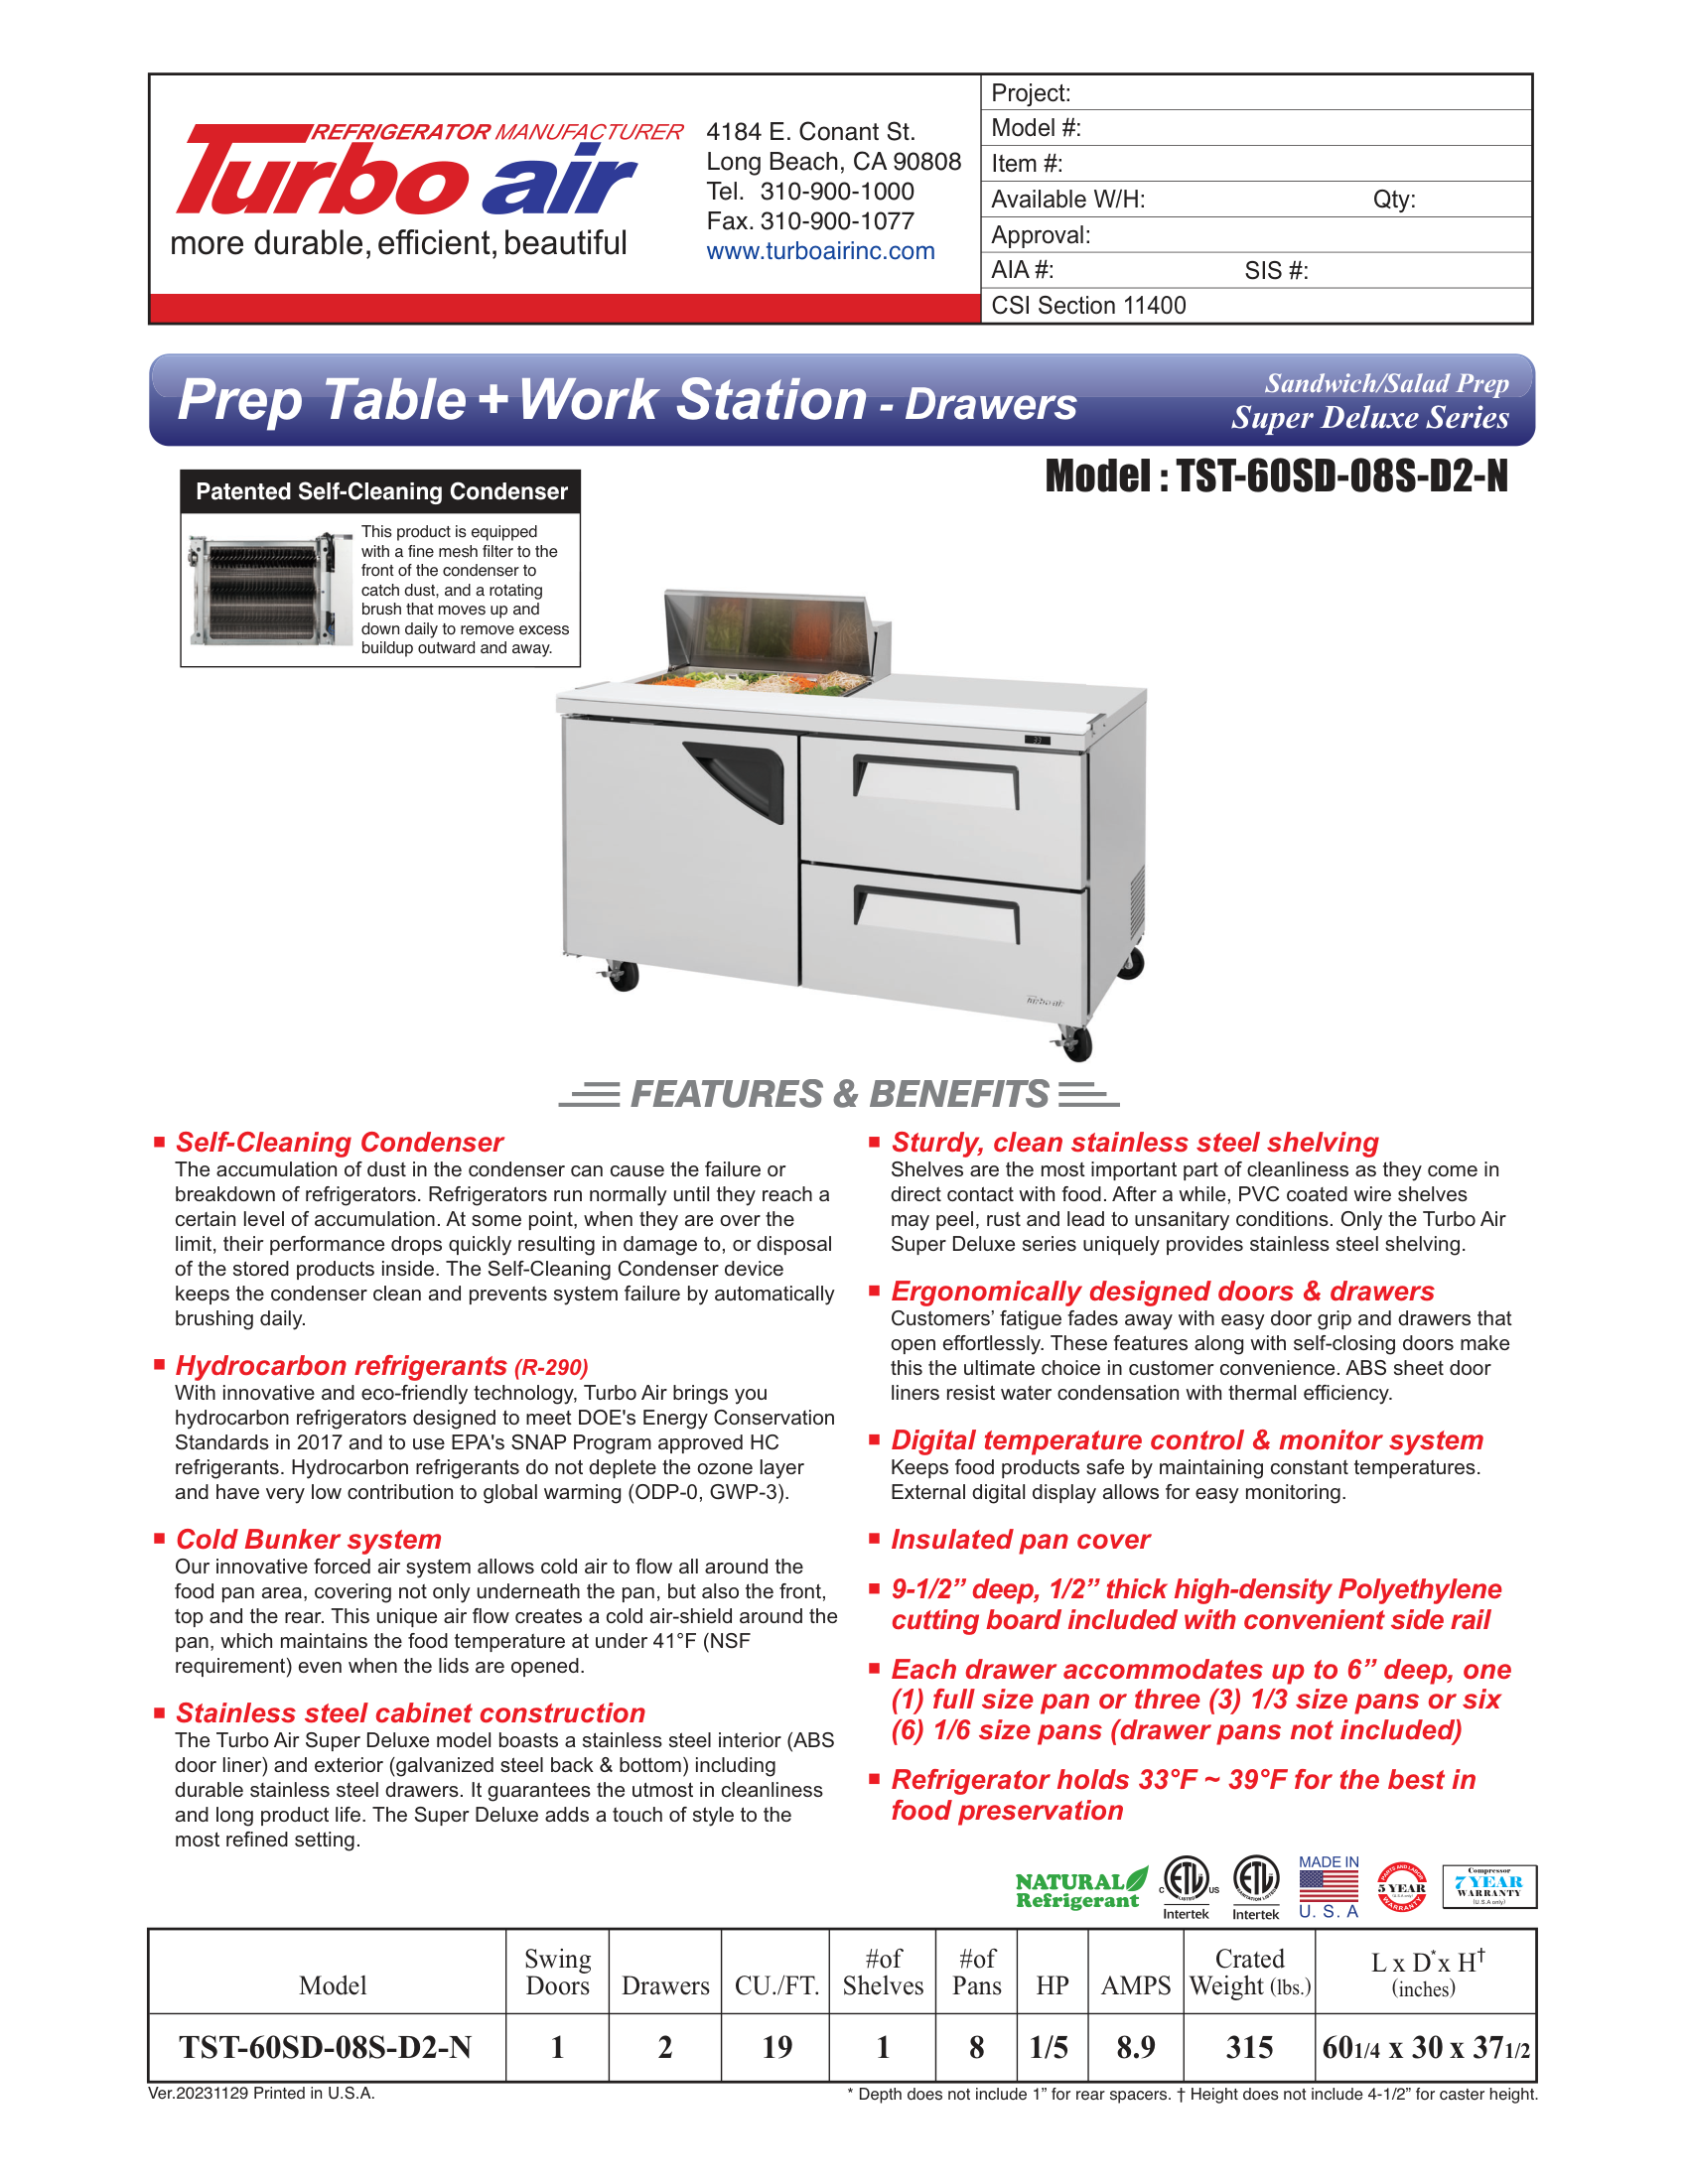 REFRIGERATOR MANUFACTURER
Turbo air
more durable, efficient, beautiful
4184 E. Conant St.
Long Beach, CA 90808
Tel. 310-900-1000
Fax. 310-900-1077
www.turboairinc.com
Project:
Model #:
Item #:
Available W/H: Qty:
Approval:
AIA #: SIS #:
CSI Section 11400
Prep Table + Work Station - Drawers
Sandwich/Salad Prep
Super Deluxe Series
Model : TST-60SD-08S-D2-N
Patented Self-Cleaning Condenser
This product is equipped
with a fine mesh filter to the
front of the condenser to
catch dust, and a rotating
brush that moves up and
down daily to remove excess
buildup outward and away.
33
Turbo air
FEATURES & BENEFITS
Self-Cleaning Condenser
The accumulation of dust in the condenser can cause the failure or
breakdown of refrigerators. Refrigerators run normally until they reach a
certain level of accumulation. At some point, when they are over the
limit, their performance drops quickly resulting in damage to, or disposal
of the stored products inside. The Self-Cleaning Condenser device
keeps the condenser clean and prevents system failure by automatically
brushing daily.
Hydrocarbon refrigerants (R-290)
With innovative and eco-friendly technology, Turbo Air brings you
hydrocarbon refrigerators designed to meet DOE's Energy Conservation
Standards in 2017 and to use EPA's SNAP Program approved HC
refrigerants. Hydrocarbon refrigerants do not deplete the ozone layer
and have very low contribution to global warming (ODP-0, GWP-3).
Cold Bunker system
Our innovative forced air system allows cold air to flow all around the
food pan area, covering not only underneath the pan, but also the front,
top and the rear. This unique air flow creates a cold air-shield around the
pan, which maintains the food temperature at under 41°F (NSF
requirement) even when the lids are opened.
Stainless steel cabinet construction
The Turbo Air Super Deluxe model boasts a stainless steel interior (ABS
door liner) and exterior (galvanized steel back & bottom) including
durable stainless steel drawers. It guarantees the utmost in cleanliness
and long product life. The Super Deluxe adds a touch of style to the
most refined setting.
Sturdy, clean stainless steel shelving
Shelves are the most important part of cleanliness as they come in
direct contact with food. After a while, PVC coated wire shelves
may peel, rust and lead to unsanitary conditions. Only the Turbo Air
Super Deluxe series uniquely provides stainless steel shelving.
Ergonomically designed doors & drawers
Customers’ fatigue fades away with easy door grip and drawers that
open effortlessly. These features along with self-closing doors make
this the ultimate choice in customer convenience. ABS sheet door
liners resist water condensation with thermal efficiency.
Digital temperature control & monitor system
Keeps food products safe by maintaining constant temperatures.
External digital display allows for easy monitoring.
Insulated pan cover
9-1/2” deep, 1/2” thick high-density Polyethylene
cutting board included with convenient side rail
Each drawer accommodates up to 6” deep, one
(1) full size pan or three (3) 1/3 size pans or six
(6) 1/6 size pans (drawer pans not included)
Refrigerator holds 33°F ~ 39°F for the best in
food preservation
NATURAL
Refrigerant
C ETL US
LISTED
Intertek
ETL
SANITATION LISTED
Intertek
MADE IN
U. S. A
PARTS AND LABOR
5 YEAR
(U.S.A only)
WARRANTY
Compressor
7 YEAR
WARRANTY
(U.S.A only)
Model Swing Doors Drawers CU./FT. #of Shelves #of Pans HP AMPS Crated Weight (lbs.) L x D* x H† (inches)
TST-60SD-08S-D2-N 1 2 19 1 8 1/5 8.9 315 601/4 x 30 x 371/2
Ver.20231129 Printed in U.S.A.
* Depth does not include 1” for rear spacers. † Height does not include 4-1/2” for caster height.